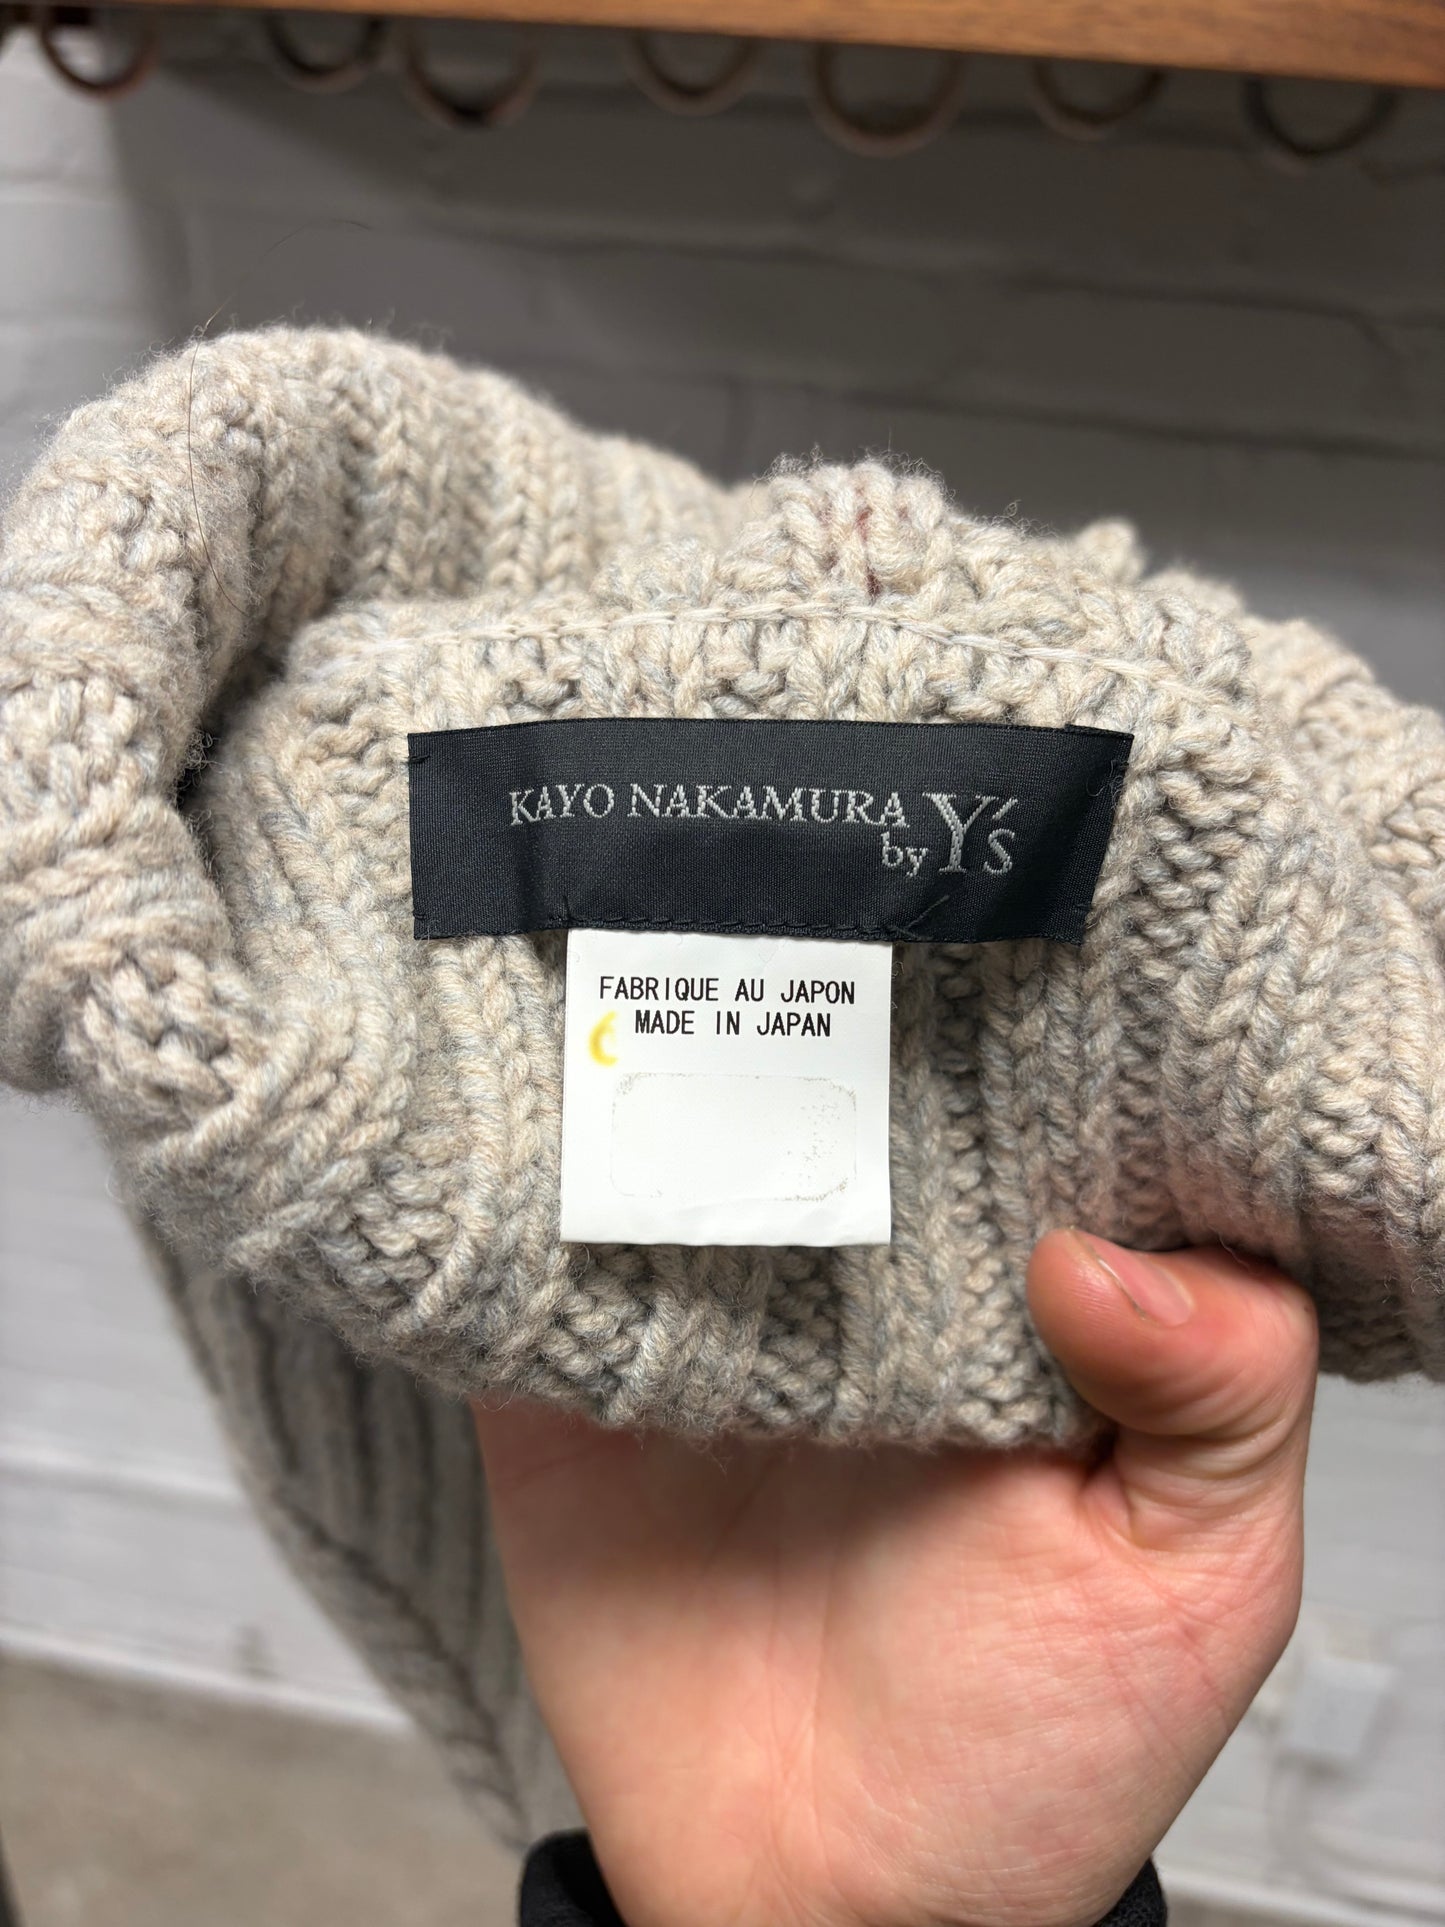 KAYO NAKAMURA
by Y's
FABRIQUE AU JAPON
MADE IN JAPAN